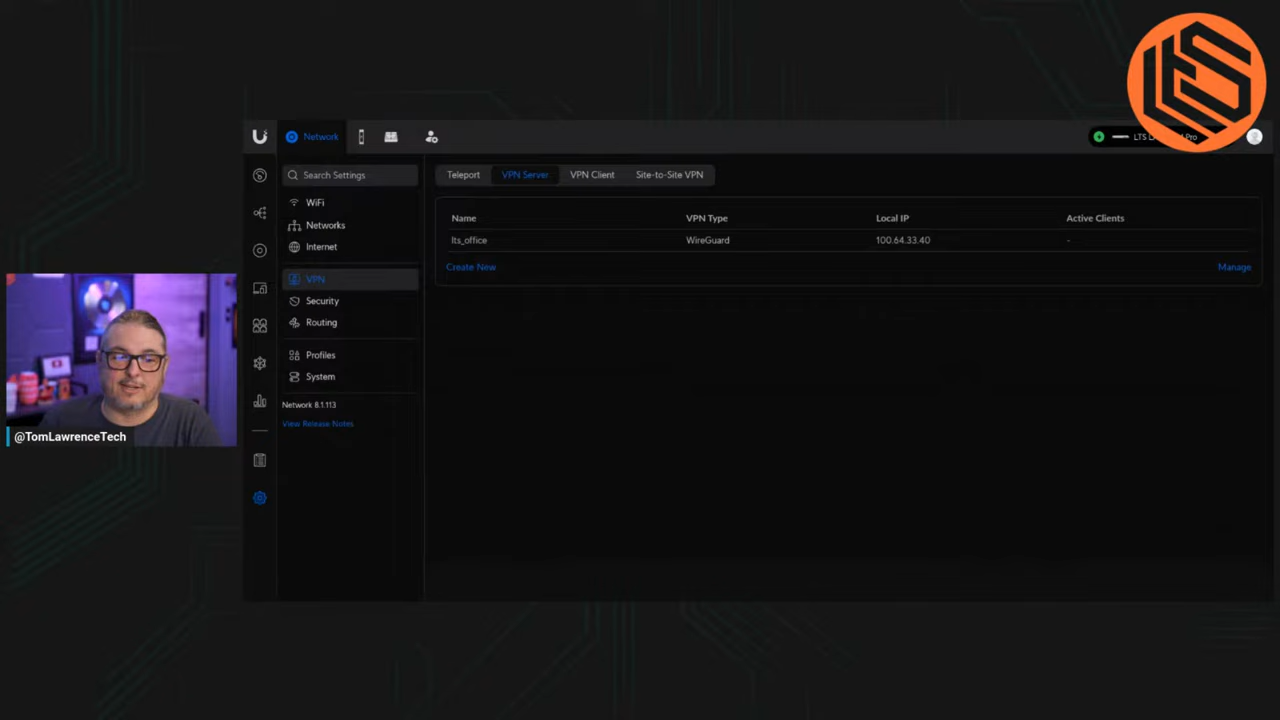 Network
LTS
Pro
Search Settings
WiFi
Networks
Internet
VPN
Security
Routing
Profiles
System
Network 8.1.113
View Release Notes
Teleport
VPN Server
VPN Client
Site-to-Site VPN
Name VPN Type Local IP Active Clients
lts_office WireGuard 100.64.33.40 -
Create New Manage
@TomLawrenceTech